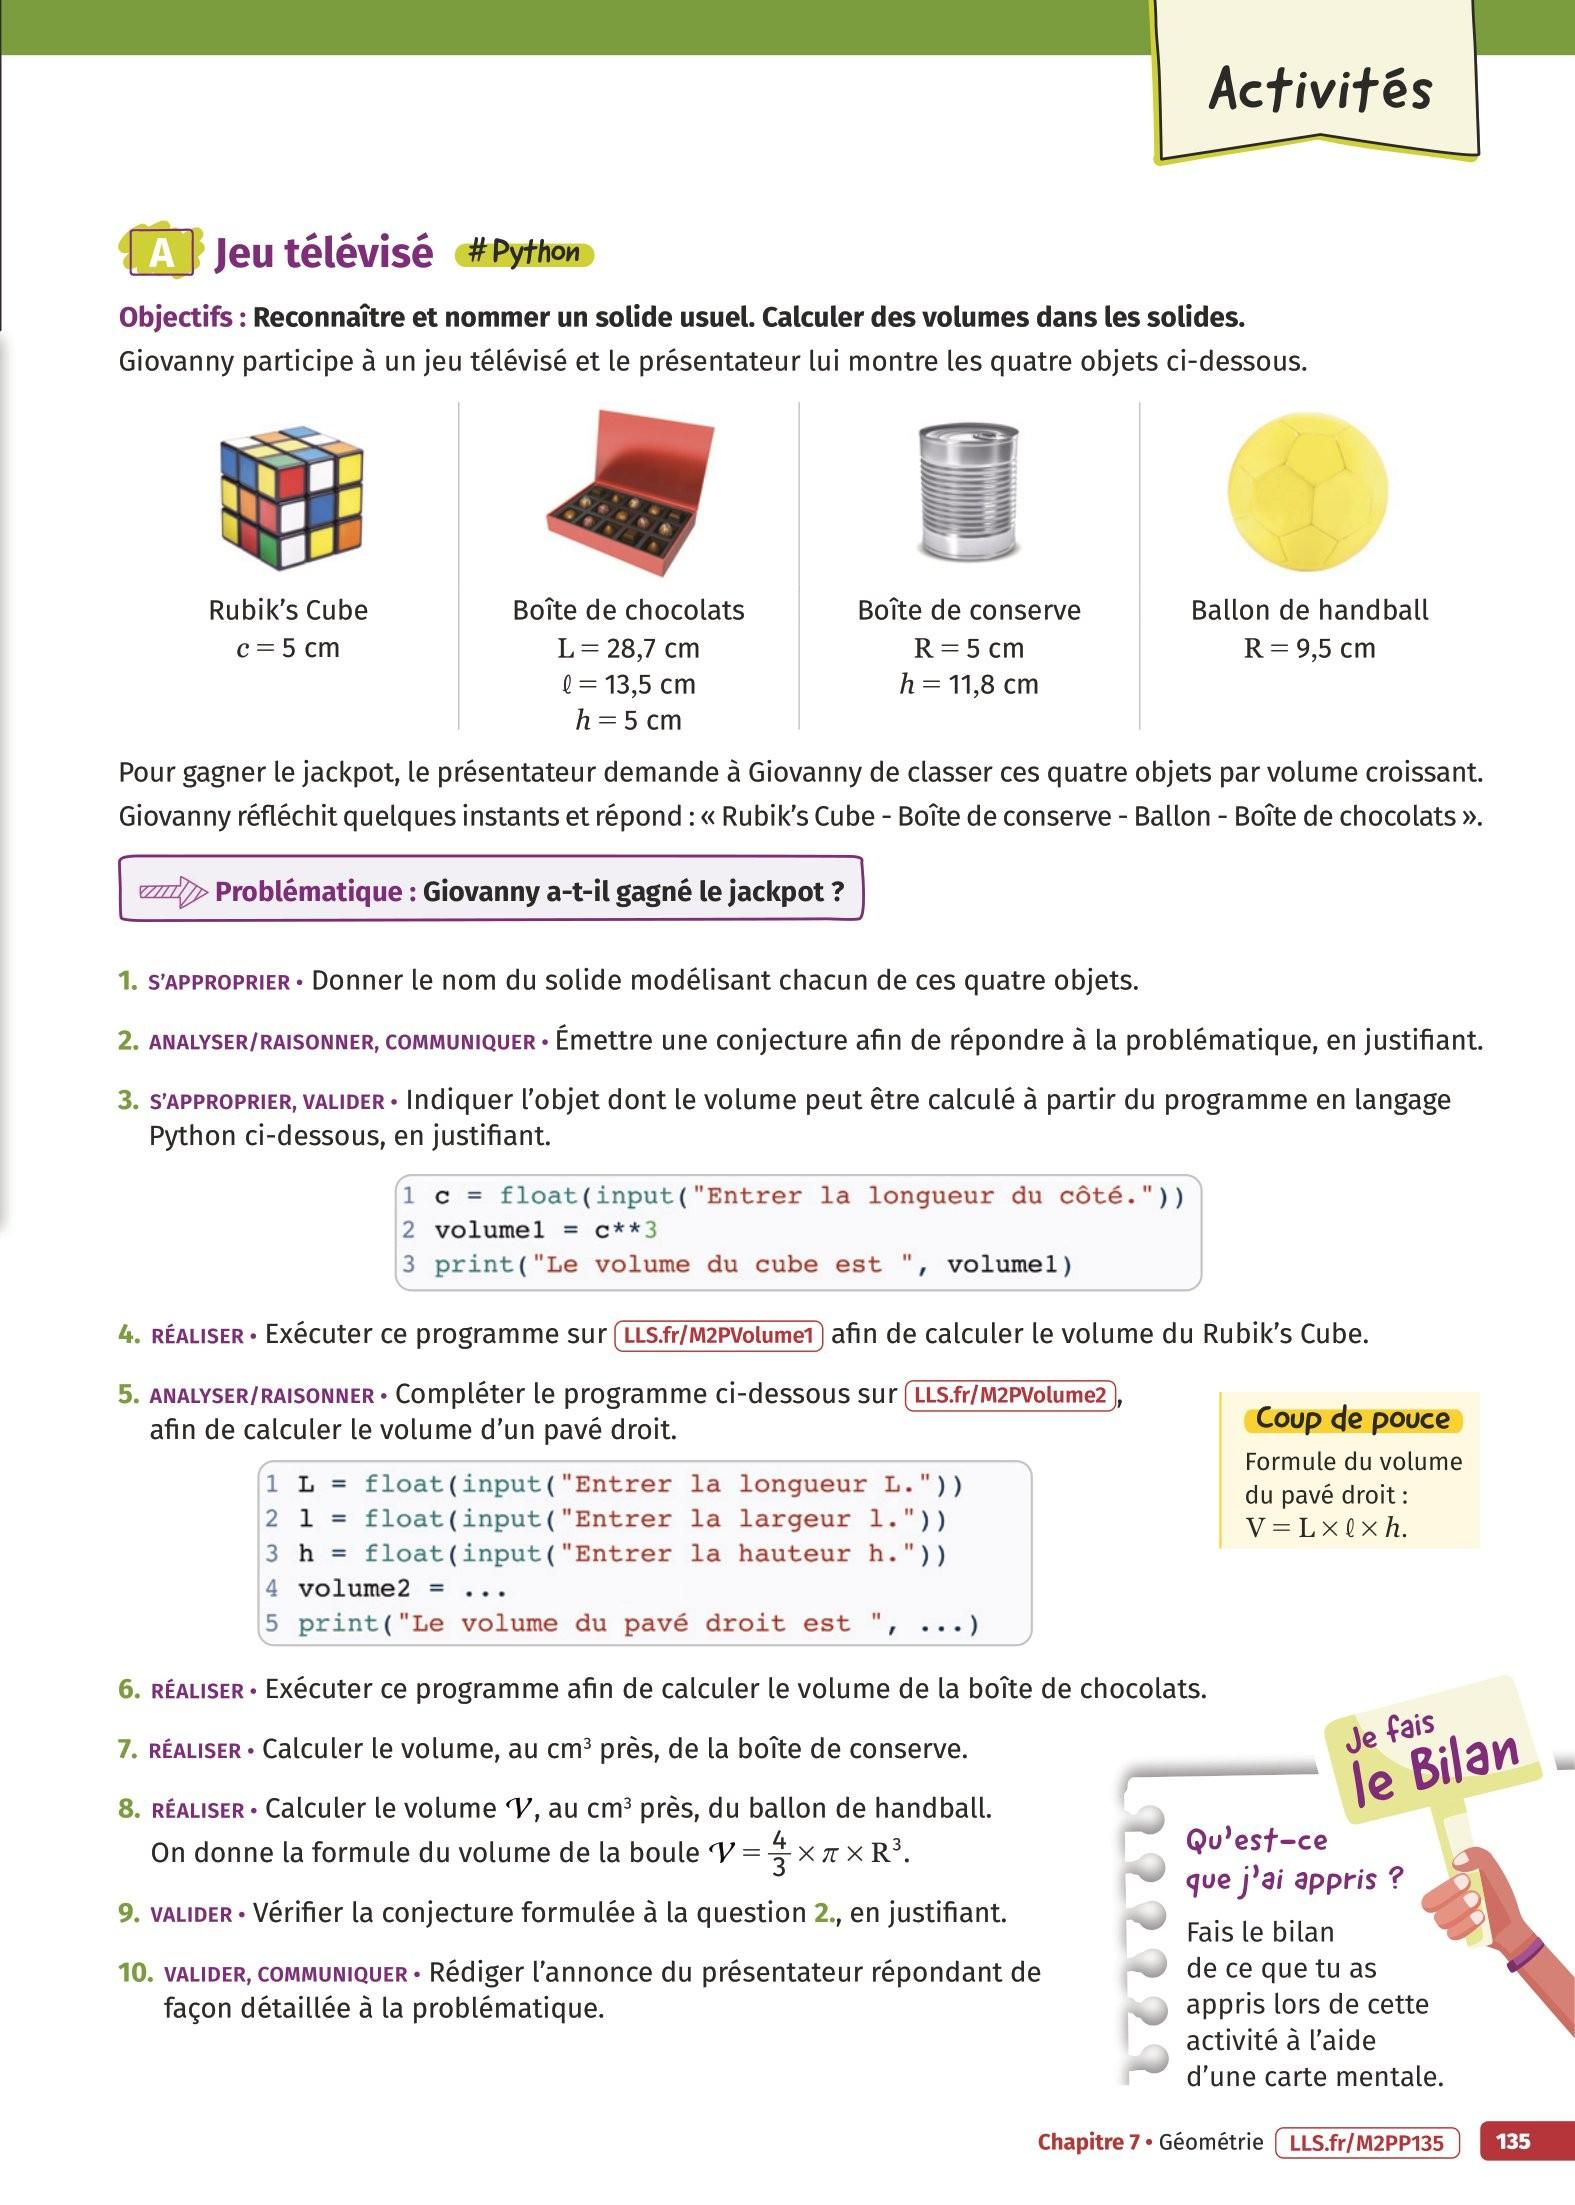 Activités
A Jeu télévisé #Python
Objectifs : Reconnaître et nommer un solide usuel. Calculer des volumes dans les solides.
Giovanny participe à un jeu télévisé et le présentateur lui montre les quatre objets ci-dessous.
Rubik's Cube
c = 5 cm
Boîte de chocolats
L = 28,7 cm
ℓ = 13,5 cm
h = 5 cm
Boîte de conserve
R = 5 cm
h = 11,8 cm
Ballon de handball
R = 9,5 cm
Pour gagner le jackpot, le présentateur demande à Giovanny de classer ces quatre objets par volume croissant.
Giovanny réfléchit quelques instants et répond : « Rubik's Cube - Boîte de conserve - Ballon - Boîte de chocolats ».
Problématique : Giovanny a-t-il gagné le jackpot ?
1. S'APPROPRIER • Donner le nom du solide modélisant chacun de ces quatre objets.
2. ANALYSER/RAISONNER, COMMUNIQUER • Émettre une conjecture afin de répondre à la problématique, en justifiant.
3. S'APPROPRIER, VALIDER • Indiquer l'objet dont le volume peut être calculé à partir du programme en langage
Python ci-dessous, en justifiant.
1 c = float(input("Entrer la longueur du côté."))
2 volume1 = c**3
3 print("Le volume du cube est ", volume1)
4. RÉALISER • Exécuter ce programme sur LLS.fr/M2PVolume1 afin de calculer le volume du Rubik's Cube.
5. ANALYSER/RAISONNER • Compléter le programme ci-dessous sur LLS.fr/M2PVolume2,
afin de calculer le volume d'un pavé droit.
1 L = float(input("Entrer la longueur L."))
2 l = float(input("Entrer la largeur l."))
3 h = float(input("Entrer la hauteur h."))
4 volume2 = ...
5 print("Le volume du pavé droit est ", ...)
Coup de pouce
Formule du volume
du pavé droit :
V = L × ℓ × h.
6. RÉALISER • Exécuter ce programme afin de calculer le volume de la boîte de chocolats.
7. RÉALISER • Calculer le volume, au cm³ près, de la boîte de conserve.
8. RÉALISER • Calculer le volume 𝒱, au cm³ près, du ballon de handball.
On donne la formule du volume de la boule 𝒱 = 4/3 × π × R³.
9. VALIDER • Vérifier la conjecture formulée à la question 2., en justifiant.
10. VALIDER, COMMUNIQUER • Rédiger l'annonce du présentateur répondant de
façon détaillée à la problématique.
Je fais
le Bilan
Qu'est-ce
que j'ai appris ?
Fais le bilan
de ce que tu as
appris lors de cette
activité à l'aide
d'une carte mentale.
Chapitre 7 • Géométrie LLS.fr/M2PP135 135